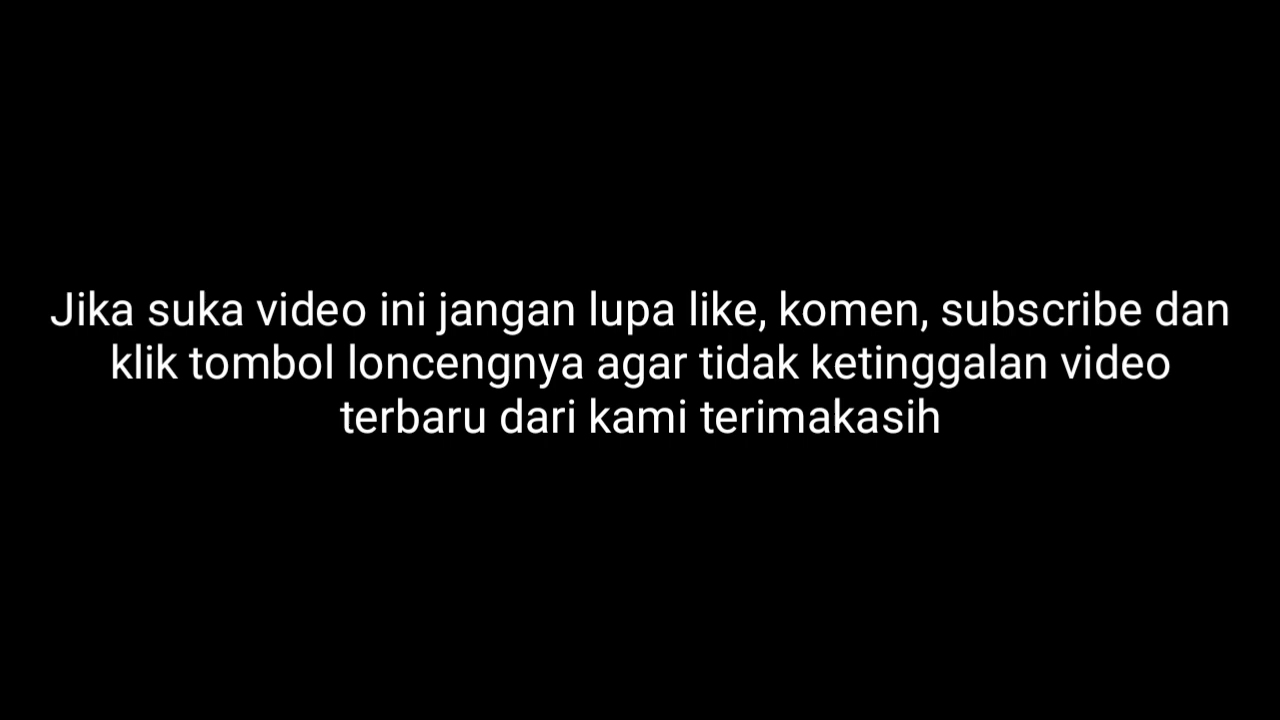 Jika suka video ini jangan lupa like, komen, subscribe dan
klik tombol loncengnya agar tidak ketinggalan video
terbaru dari kami terimakasih